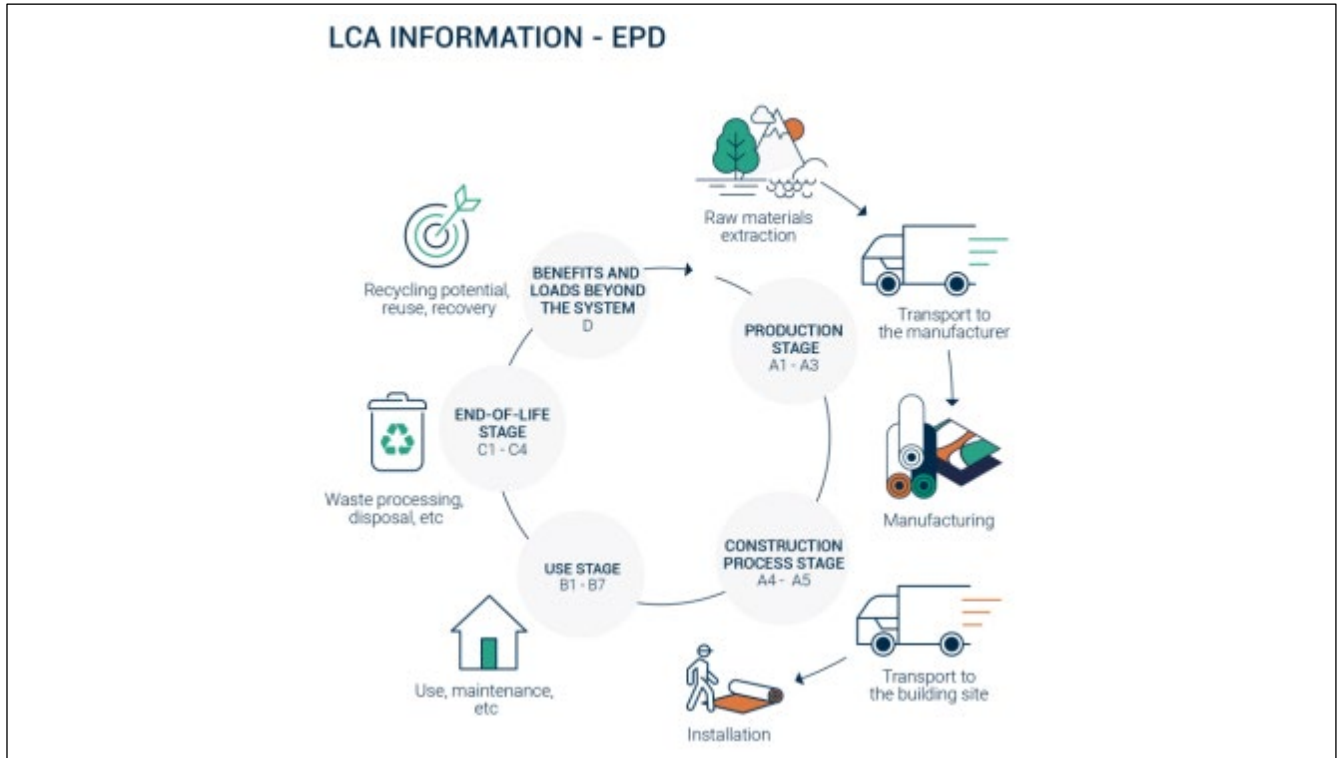 LCA INFORMATION - EPD
Raw materials
extraction
Transport to
the manufacturer
Manufacturing
PRODUCTION
STAGE
A1 - A3
CONSTRUCTION
PROCESS STAGE
A4 - A5
Transport to
the building site
Installation
USE STAGE
B1 - B7
Use, maintenance,
etc
END-OF-LIFE
STAGE
C1 - C4
Waste processing,
disposal, etc
BENEFITS AND
LOADS BEYOND
THE SYSTEM
D
Recycling potential,
reuse, recovery